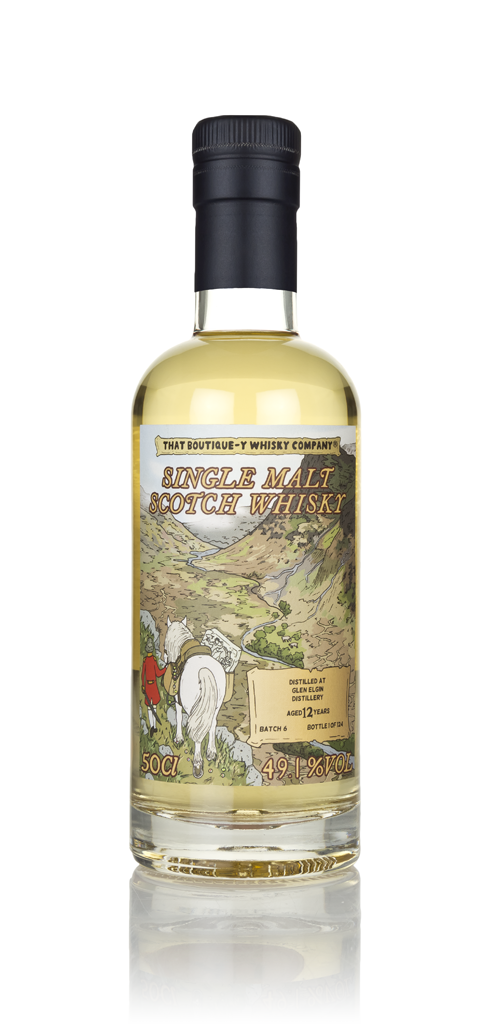 THAT BOUTIQUE-Y WHISKY COMPANY®
SINGLE MALT
SCOTCH WHISKY
DISTILLED AT
GLEN ELGIN
DISTILLERY
AGED 12 YEARS
BATCH 6 BOTTLE 1 OF 124
50Cl 49.1%VOL